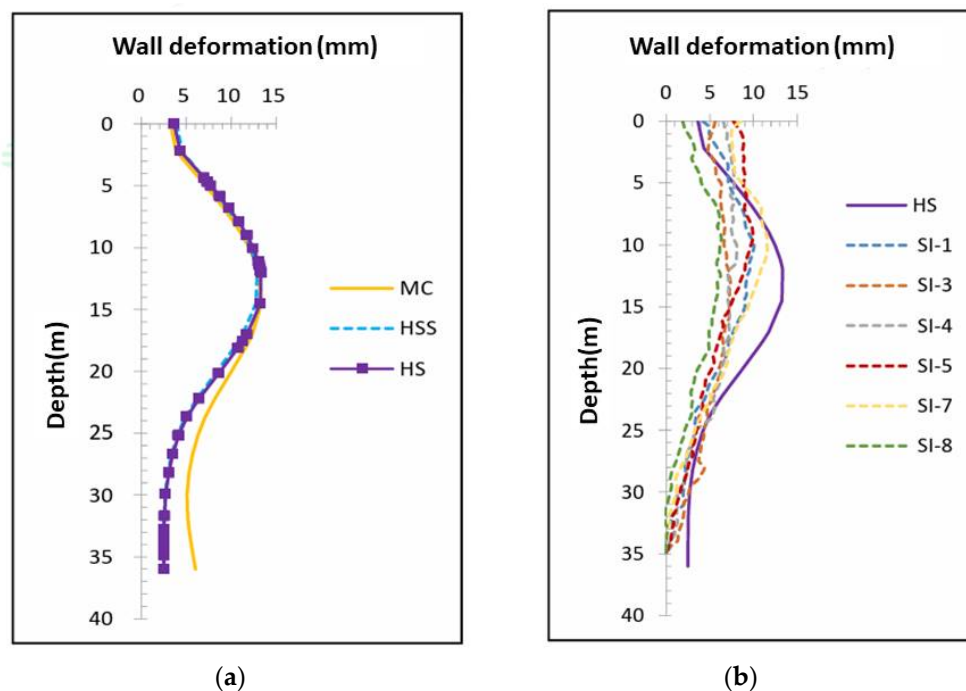 Wall deformation (mm)
0 5 10 15
0
5
10
15
20
25
30
35
40
Depth(m)
MC
HSS
HS
(a)
Wall deformation (mm)
0 5 10 15
0
5
10
15
20
25
30
35
40
Depth(m)
HS
SI-1
SI-3
SI-4
SI-5
SI-7
SI-8
(b)